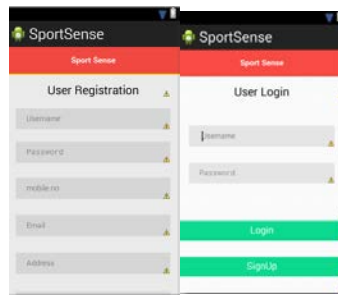 SportSense
Sport Sense
User Registration
Username
Password
mobile.no
Email
Address
SportSense
Sport Sense
User Login
Username
Password
Login
SignUp